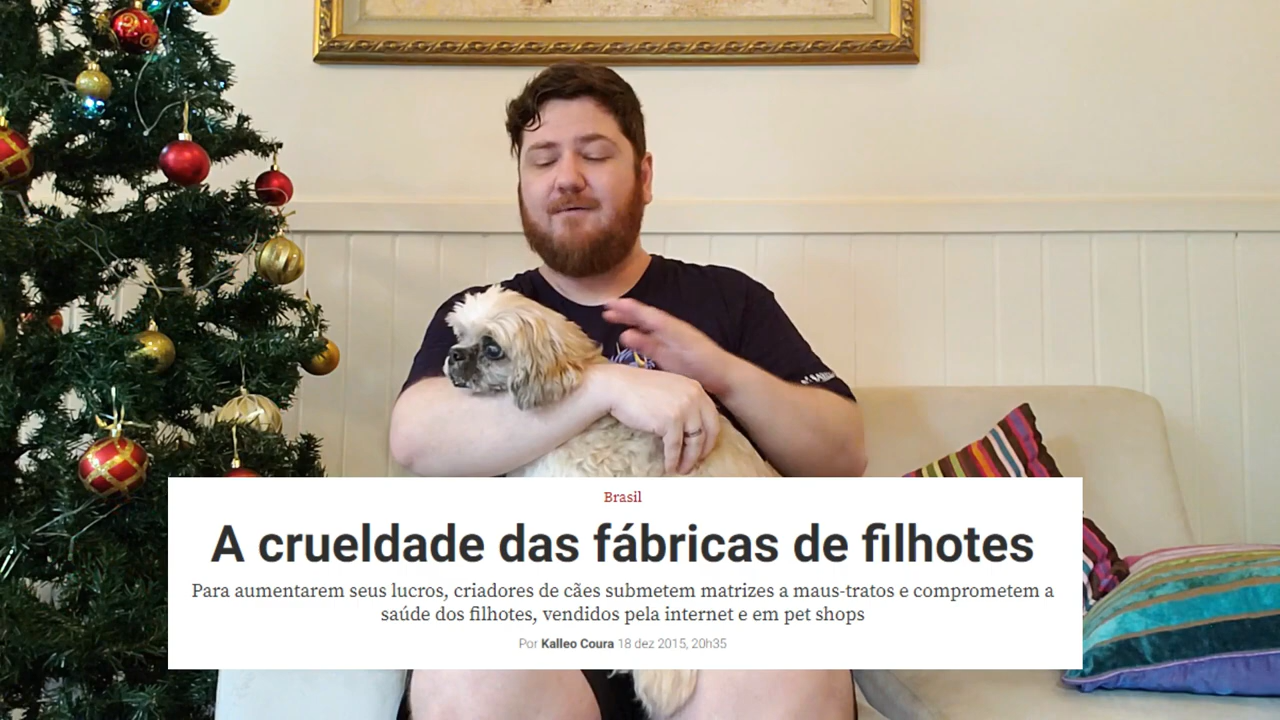 Brasil
A crueldade das fábricas de filhotes
Para aumentarem seus lucros, criadores de cães submetem matrizes a maus-tratos e comprometem a
saúde dos filhotes, vendidos pela internet e em pet shops
Por Kalleo Coura 18 dez 2015, 20h35